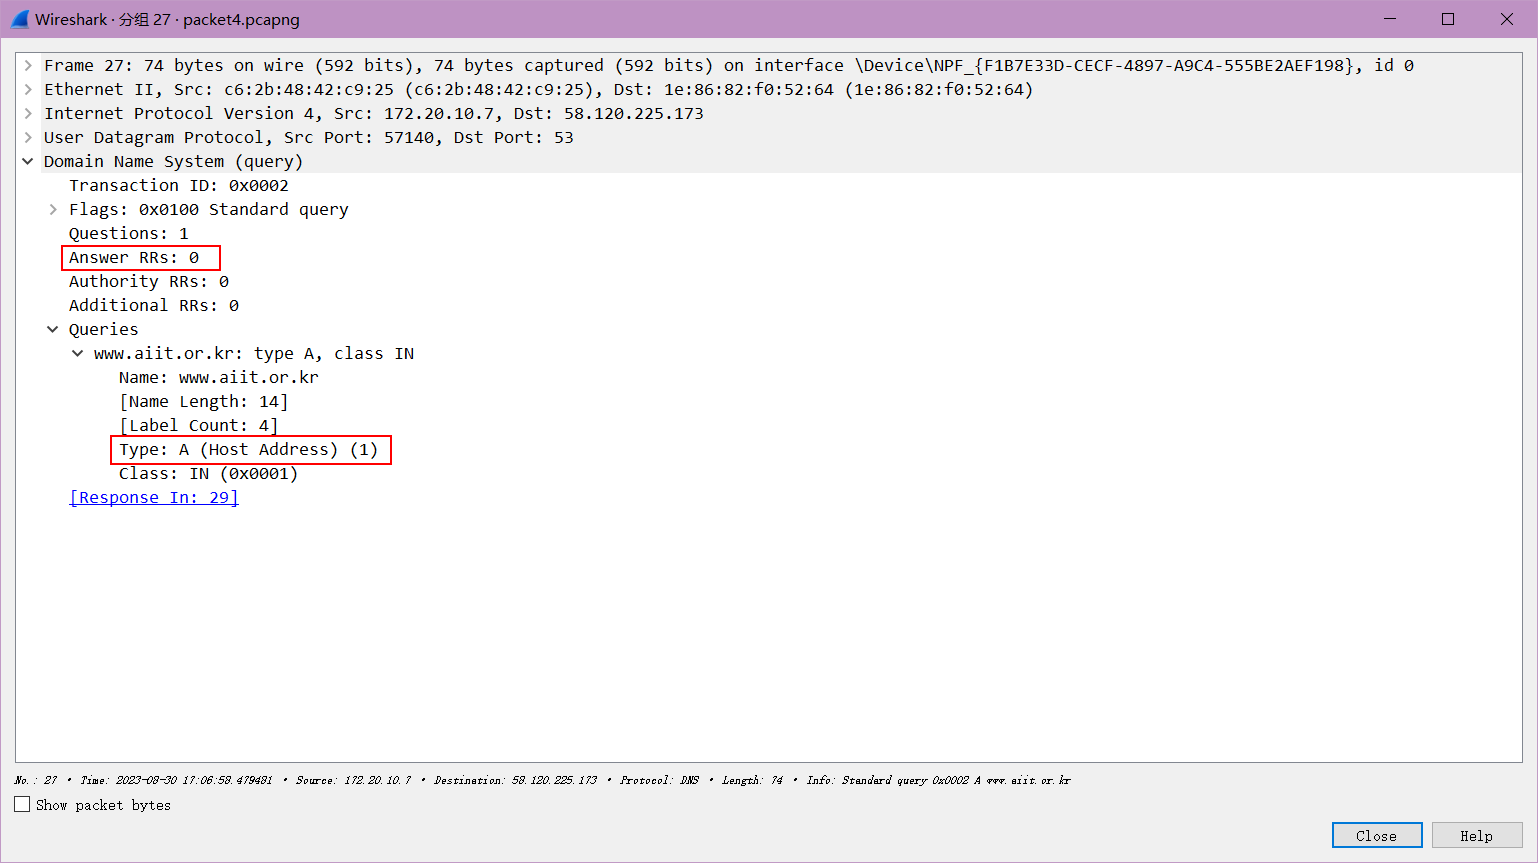 Wireshark · 分组 27 · packet4.pcapng
Frame 27: 74 bytes on wire (592 bits), 74 bytes captured (592 bits) on interface \Device\NPF_{F1B7E33D-CECF-4897-A9C4-555BE2AEF198}, id 0
Ethernet II, Src: c6:2b:48:42:c9:25 (c6:2b:48:42:c9:25), Dst: 1e:86:82:f0:52:64 (1e:86:82:f0:52:64)
Internet Protocol Version 4, Src: 172.20.10.7, Dst: 58.120.225.173
User Datagram Protocol, Src Port: 57140, Dst Port: 53
Domain Name System (query)
Transaction ID: 0x0002
Flags: 0x0100 Standard query
Questions: 1
Answer RRs: 0
Authority RRs: 0
Additional RRs: 0
Queries
www.aiit.or.kr: type A, class IN
Name: www.aiit.or.kr
[Name Length: 14]
[Label Count: 4]
Type: A (Host Address) (1)
Class: IN (0x0001)
[Response In: 29]
No.: 27 · Time: 2023-08-30 17:06:58.479481 · Source: 172.20.10.7 · Destination: 58.120.225.173 · Protocol: DNS · Length: 74 · Info: Standard query 0x0002 A www.aiit.or.kr
Show packet bytes
Close Help